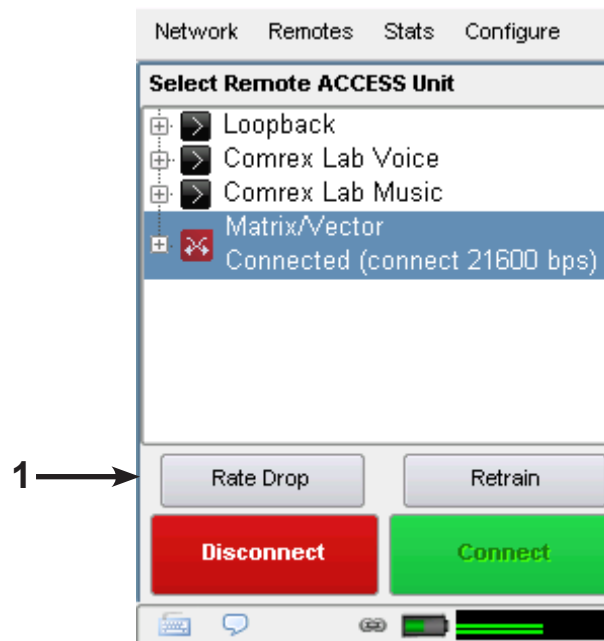 Network Remotes Stats Configure
Select Remote ACCESS Unit
Loopback
Comrex Lab Voice
Comrex Lab Music
Matrix/Vector
Connected (connect 21600 bps)
1
Rate Drop Retrain
Disconnect Connect